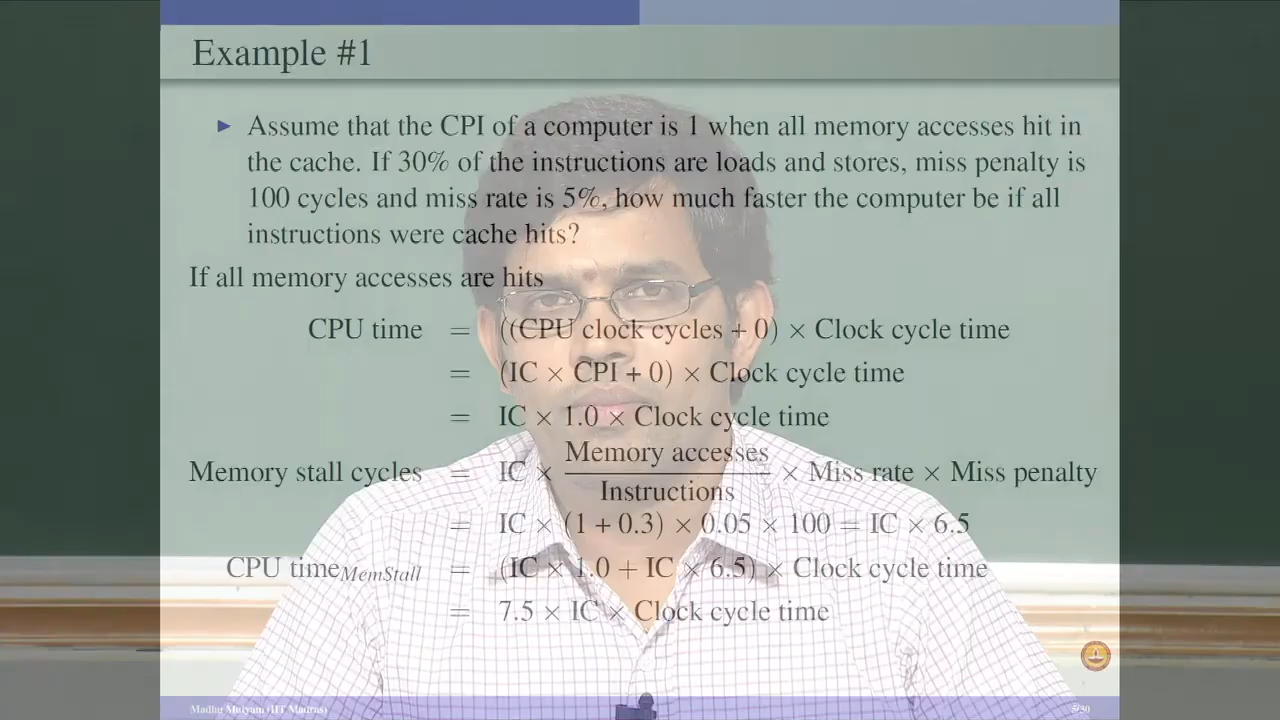 Example #1
► Assume that the CPI of a computer is 1 when all memory accesses hit in
the cache. If 30% of the instructions are loads and stores, miss penalty is
100 cycles and miss rate is 5%, how much faster the computer be if all
instructions were cache hits?
If all memory accesses are hits
CPU time = ((CPU clock cycles + 0) × Clock cycle time
= (IC × CPI + 0) × Clock cycle time
= IC × 1.0 × Clock cycle time
Memory stall cycles = IC × Memory accesses / Instructions × Miss rate × Miss penalty
= IC × (1 + 0.3) × 0.05 × 100 = IC × 6.5
CPU time_MemStall = (IC × 1.0 + IC × 6.5) × Clock cycle time
= 7.5 × IC × Clock cycle time
Madhu Mutyam (IIT Madras) 5/30